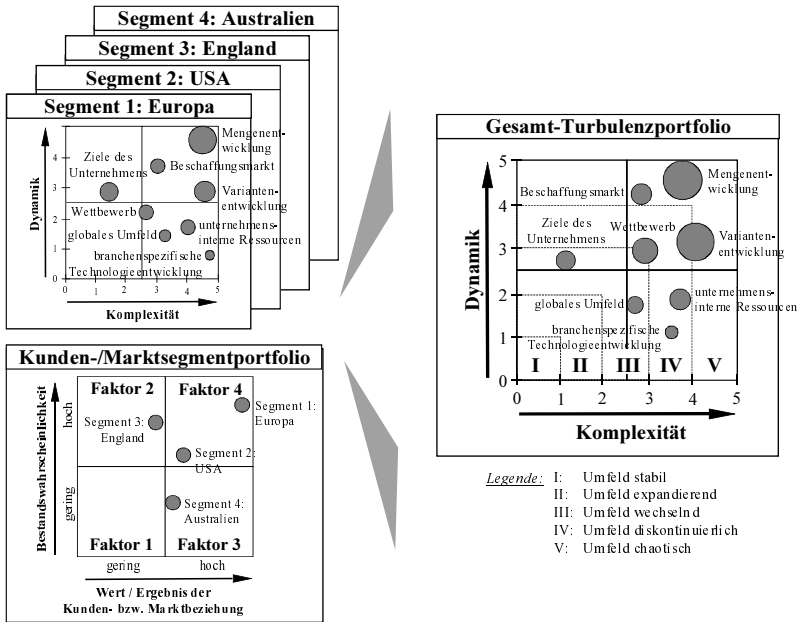 Segment 4: Australien
Segment 3: England
Segment 2: USA
Segment 1: Europa
Dynamik
4
3
2
1
0
Mengenent-
wicklung
Ziele des
Unternehmens
Beschaffungsmarkt
Varianten-
entwicklung
Wettbewerb
globales Umfeld
unternehmens-
interne Ressourcen
branchenspezifische
Technologieentwicklung
0
1
2
3
4
5
Komplexität
Kunden-/Marktsegmentportfolio
Bestandswahrscheinlichkeit
hoch
gering
Faktor 2
Faktor 4
Segment 3:
England
Segment 1:
Europa
Segment 2:
USA
Segment 4:
Australien
Faktor 1
Faktor 3
gering
hoch
Wert / Ergebnis der
Kunden- bzw. Marktbeziehung
Gesamt-Turbulenzportfolio
Dynamik
5
4
3
2
1
0
Mengenent-
wicklung
Beschaffungsmarkt
Ziele des
Unternehmens
Wettbewerb
Varianten-
entwicklung
globales Umfeld
unternehmens-
interne Ressourcen
branchenspezifische
Technologieentwicklung
I
II
III
IV
V
0
1
2
3
4
5
Komplexität
Legende: I: Umfeld stabil
II: Umfeld expandierend
III: Umfeld wechselnd
IV: Umfeld diskontinuierlich
V: Umfeld chaotisch